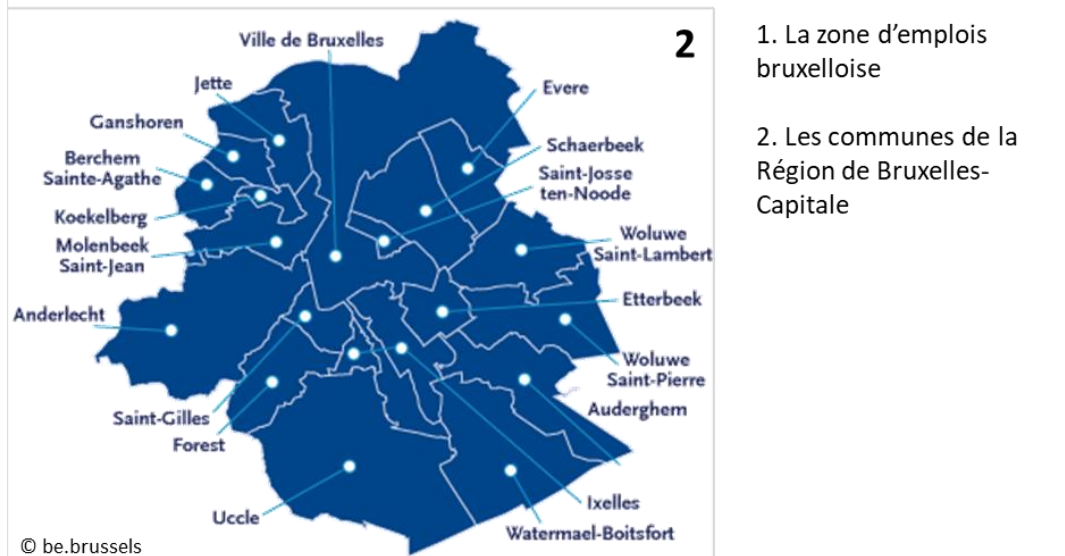 2
Ville de Bruxelles
Jette
Evere
Ganshoren
Schaerbeek
Berchem
Sainte-Agathe
Saint-Josse
ten-Noode
Koekelberg
Woluwe
Saint-Lambert
Molenbeek
Saint-Jean
Etterbeek
Anderlecht
Woluwe
Saint-Pierre
Auderghem
Saint-Gilles
Forest
Ixelles
Uccle
Watermael-Boitsfort
© be.brussels
1. La zone d’emplois
bruxelloise
2. Les communes de la
Région de Bruxelles-
Capitale